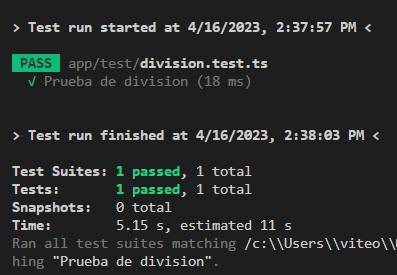 > Test run started at 4/16/2023, 2:37:57 PM <
PASS app/test/division.test.ts
√ Prueba de division (18 ms)
> Test run finished at 4/16/2023, 2:38:03 PM <
Test Suites: 1 passed, 1 total
Tests: 1 passed, 1 total
Snapshots: 0 total
Time: 5.15 s, estimated 11 s
Ran all test suites matching /c:\\Users\\viteo\\
hing "Prueba de division".